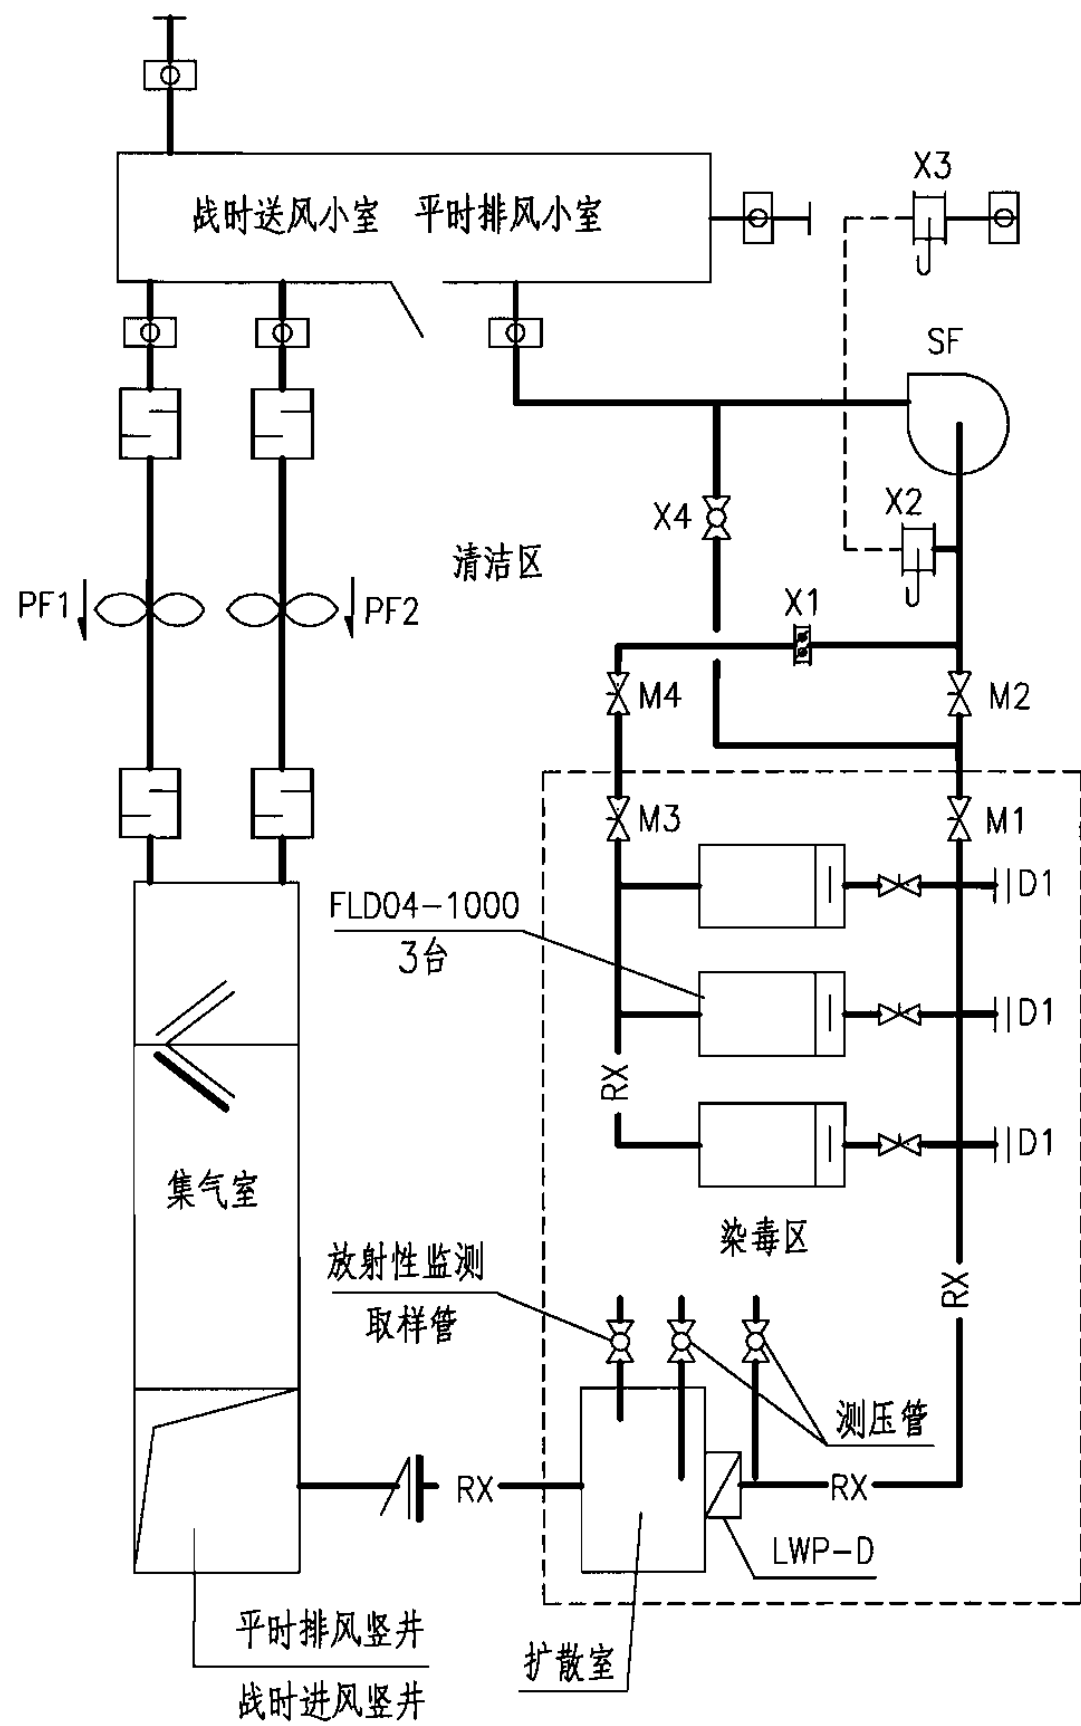 战时送风小室 平时排风小室
X3
SF
X2
X4
清洁区
X1
PF1
PF2
M4
M2
M3
M1
D1
FLD04-1000
3台
D1
RX
D1
集气室
染毒区
放射性监测
取样管
RX
测压管
RX
RX
LWP-D
平时排风竖井
战时进风竖井
扩散室